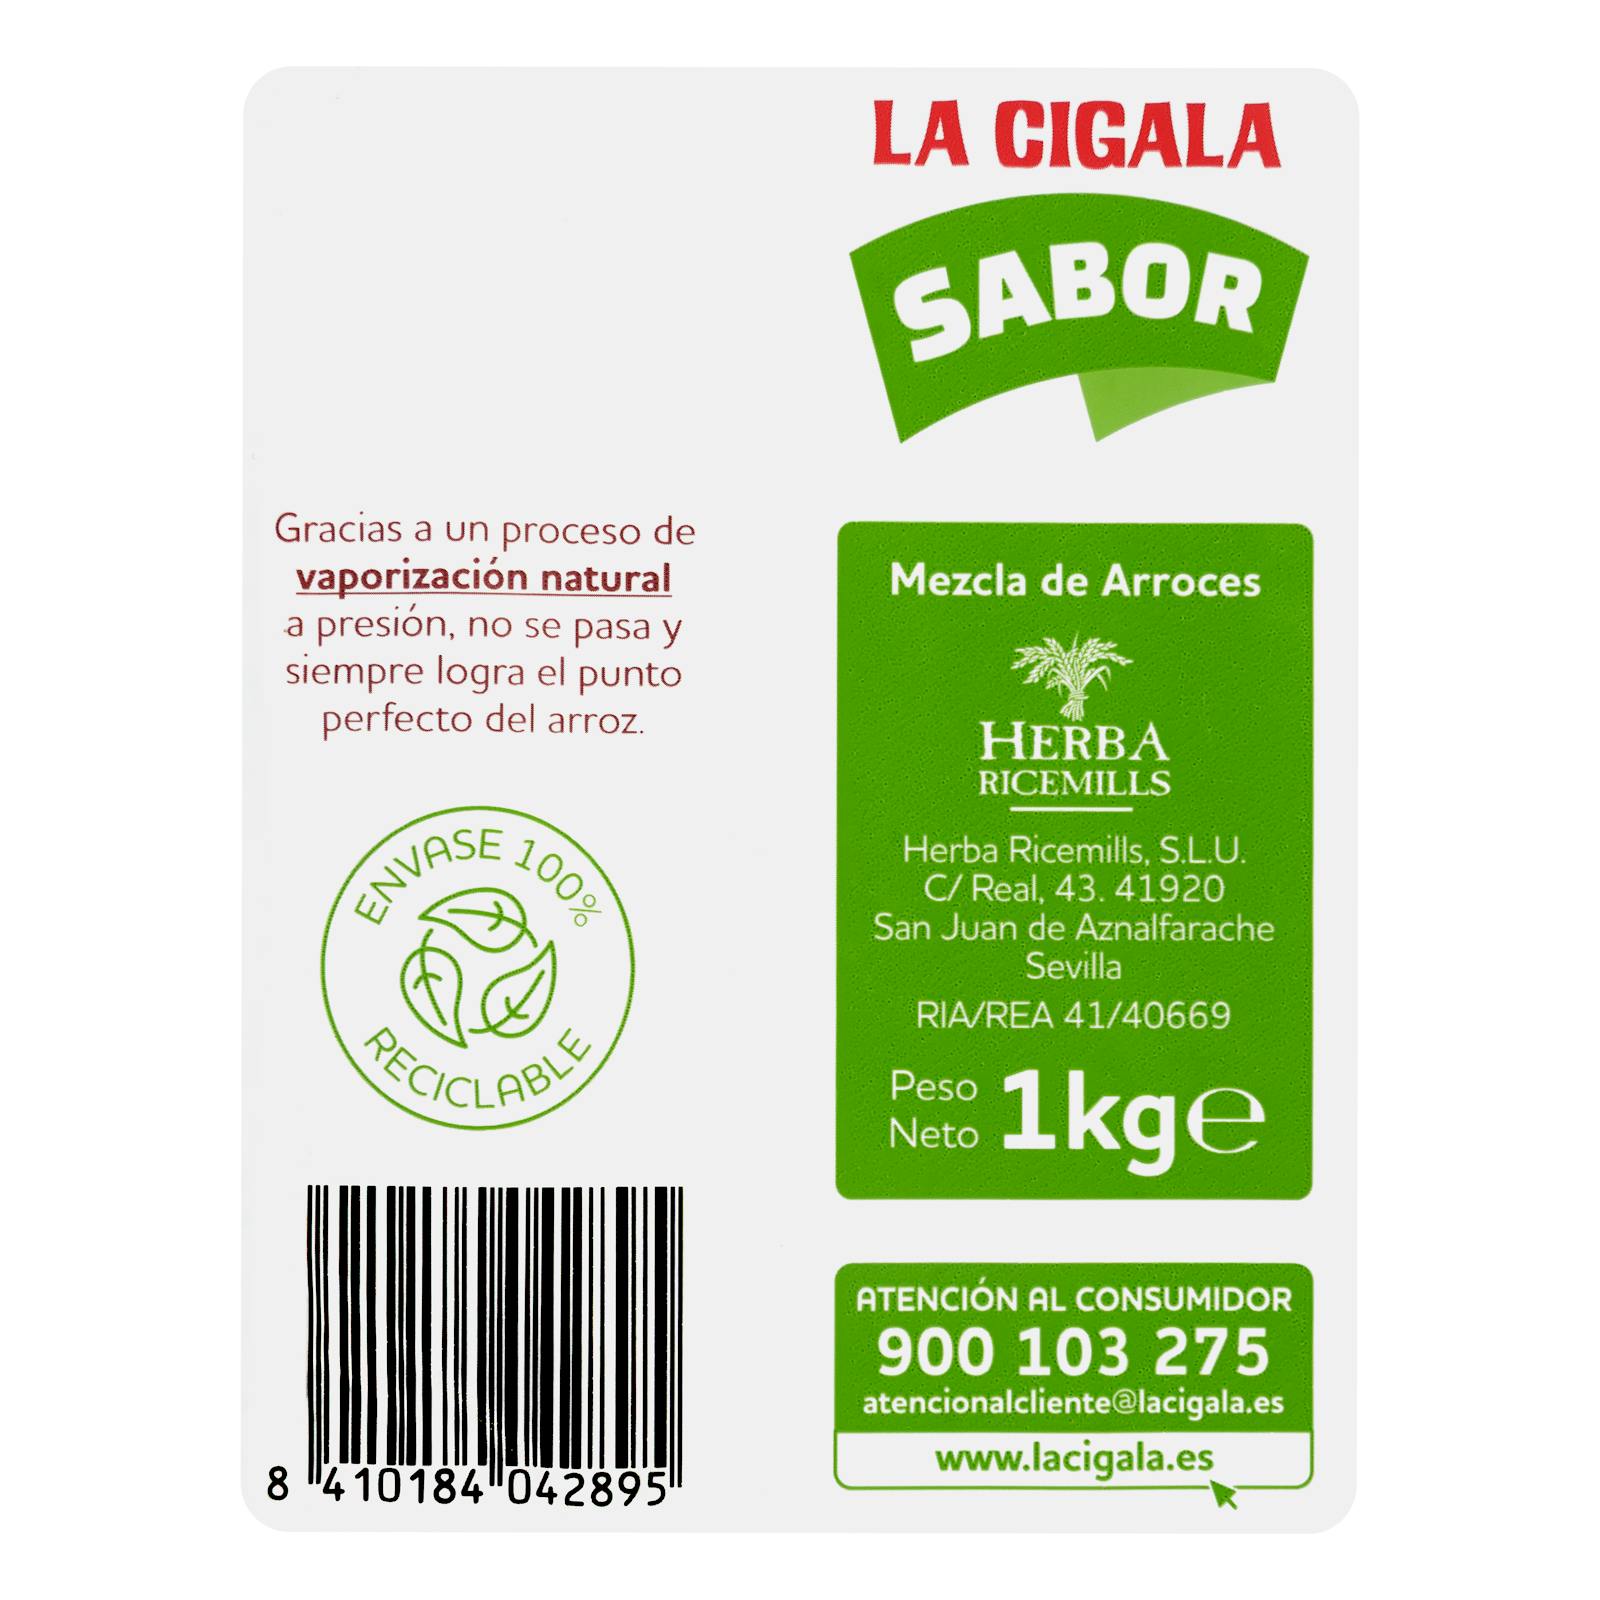 LA CIGALA
SABOR
Gracias a un proceso de
vaporización natural
a presión, no se pasa y
siempre logra el punto
perfecto del arroz.
ENVASE 100%
RECICLABLE
8 410184 042895
Mezcla de Arroces
HERBA
RICEMILLS
Herba Ricemills, S.L.U.
C/ Real, 43. 41920
San Juan de Aznalfarache
Sevilla
RIA/REA 41/40669
Peso
Neto
1kg℮
ATENCIÓN AL CONSUMIDOR
900 103 275
atencionalcliente@lacigala.es
www.lacigala.es